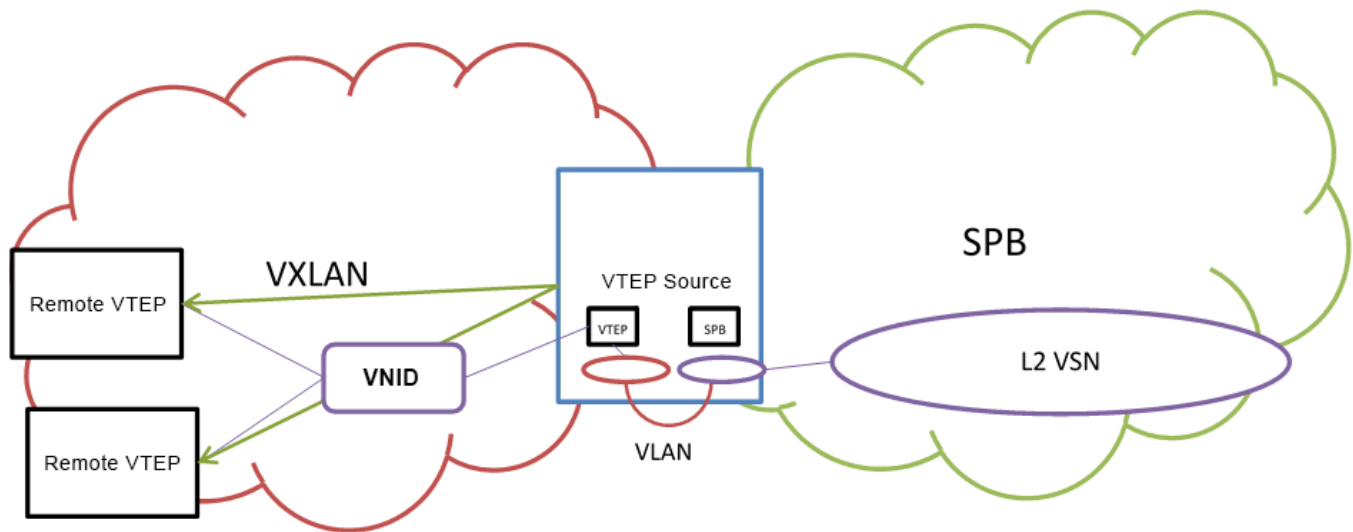 SPB
VXLAN
VTEP Source
Remote VTEP
VTEP
SPB
VNID
L2 VSN
VLAN
Remote VTEP